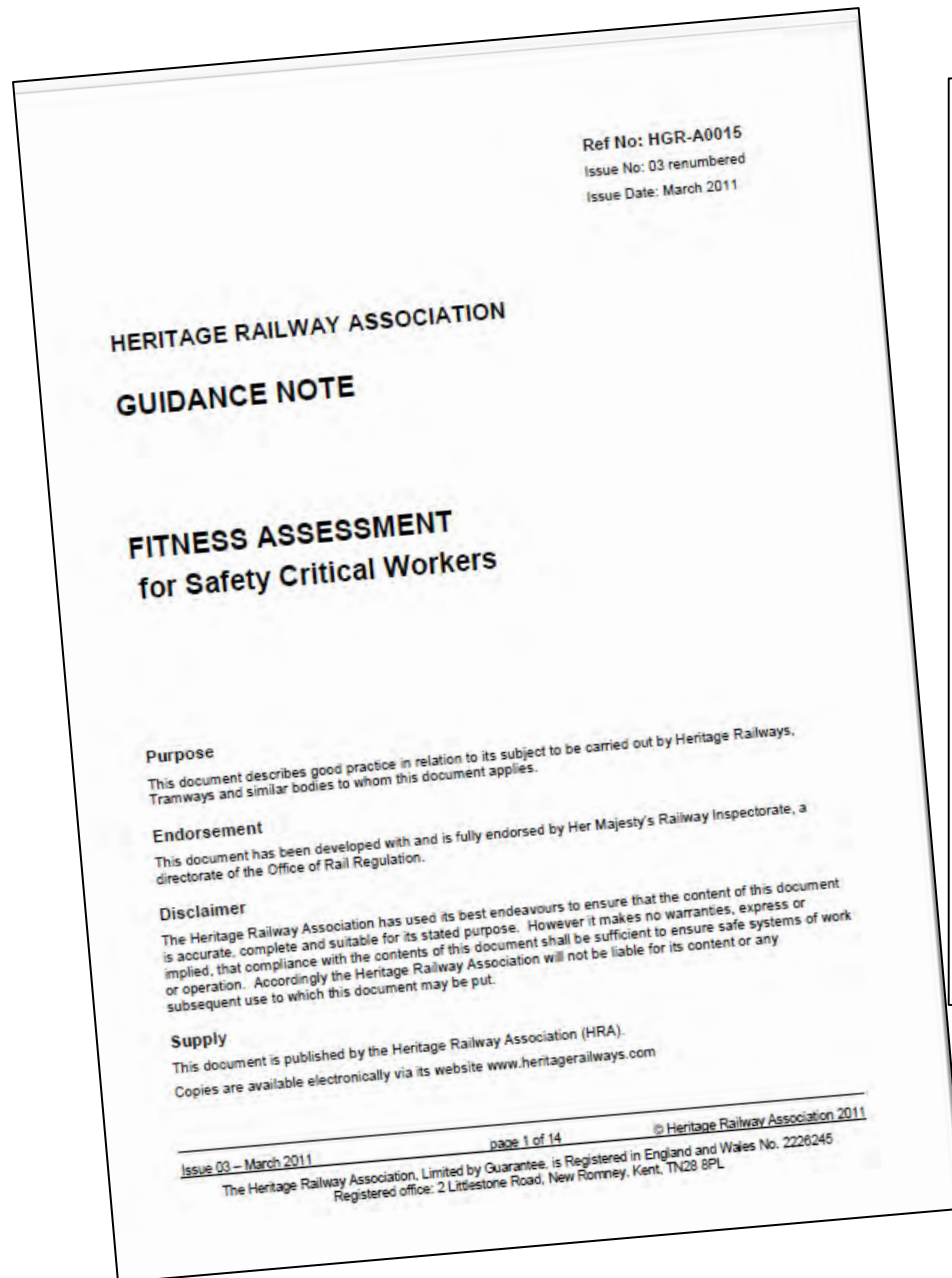 Ref No: HGR-A0015
Issue No: 03 renumbered
Issue Date: March 2011
HERITAGE RAILWAY ASSOCIATION
GUIDANCE NOTE
FITNESS ASSESSMENT
for Safety Critical Workers
Purpose
This document describes good practice in relation to its subject to be carried out by Heritage Railways,
Tramways and similar bodies to whom this document applies.
Endorsement
This document has been developed with and is fully endorsed by Her Majesty's Railway Inspectorate, a
directorate of the Office of Rail Regulation.
Disclaimer
The Heritage Railway Association has used its best endeavours to ensure that the content of this document
is accurate, complete and suitable for its stated purpose. However it makes no warranties, express or
implied, that compliance with the contents of this document shall be sufficient to ensure safe systems of work
or operation. Accordingly the Heritage Railway Association will not be liable for its content or any
subsequent use to which this document may be put.
Supply
This document is published by the Heritage Railway Association (HRA).
Copies are available electronically via its website www.heritagerailways.com
Issue 03 – March 2011 page 1 of 14 © Heritage Railway Association 2011
The Heritage Railway Association, Limited by Guarantee, is Registered in England and Wales No. 2226245
Registered office: 2 Littlestone Road, New Romney, Kent, TN28 8PL